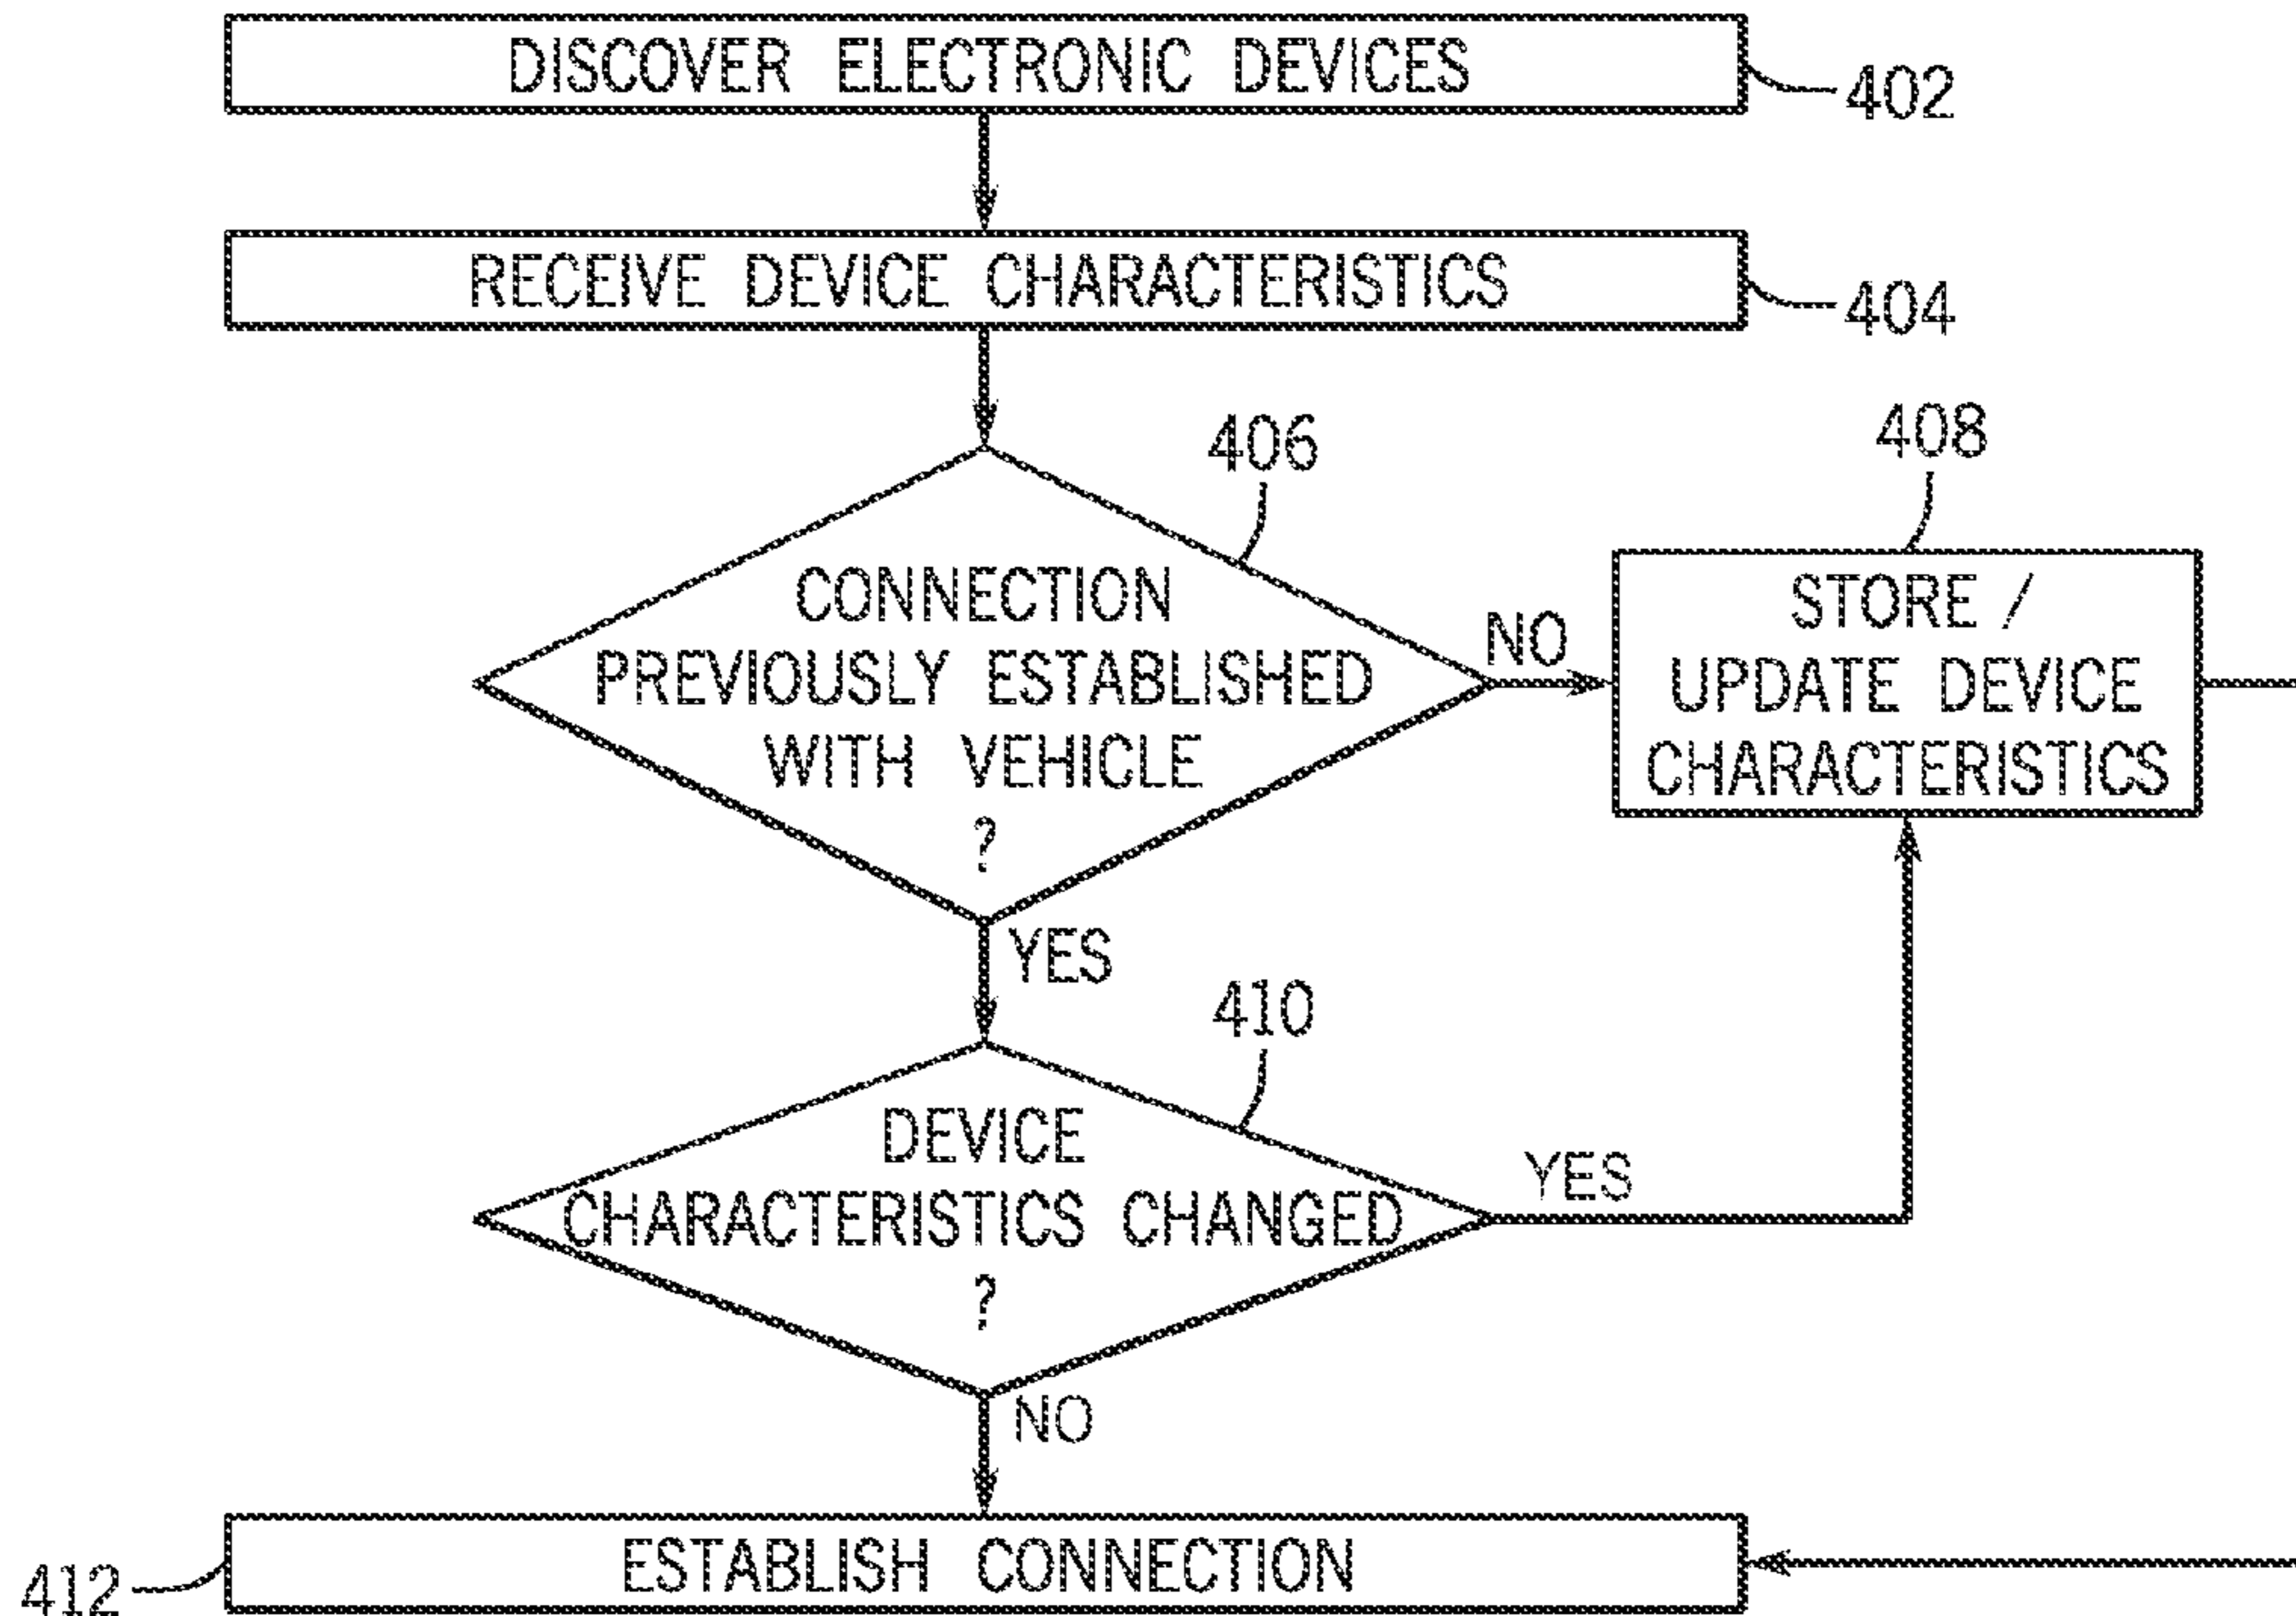 DISCOVER ELECTRONIC DEVICES
402
RECEIVE DEVICE CHARACTERISTICS
404
406
CONNECTION
PREVIOUSLY ESTABLISHED
WITH VEHICLE
?
NO
408
STORE /
UPDATE DEVICE
CHARACTERISTICS
YES
410
DEVICE
CHARACTERISTICS CHANGED
?
YES
NO
ESTABLISH CONNECTION
412